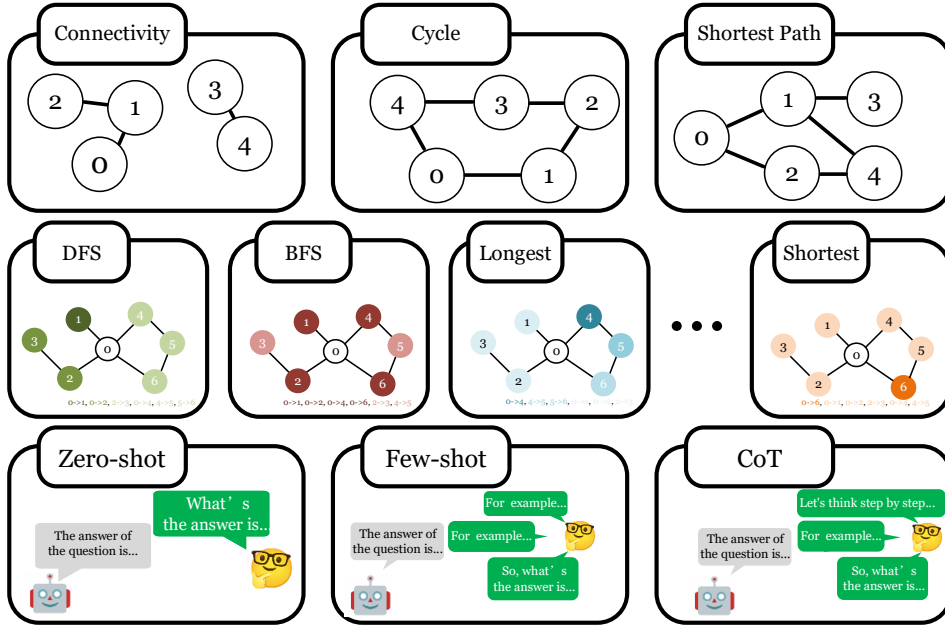 Connectivity
2
1
0
3
4
Cycle
4
3
2
0
1
Shortest Path
0
1
3
2
4
DFS
1
4
3
0
5
2
6
0->1, 0->2, 2->3, 0->4, 4->5, 5->6
BFS
1
4
3
0
5
2
6
0->1, 0->2, 0->4, 0->6, 2->3, 4->5
Longest
1
4
3
0
5
2
6
0->4, 4->5, 5->6,
...
Shortest
1
4
3
0
5
2
6
0->6, 0->1, 0->2, 2->3, 0->4, 4->5
Zero-shot
What's
the answer is...
The answer of
the question is...
Few-shot
For example...
The answer of
the question is...
For example...
So, what's
the answer is...
CoT
Let's think step by step...
The answer of
the question is...
For example...
So, what's
the answer is...